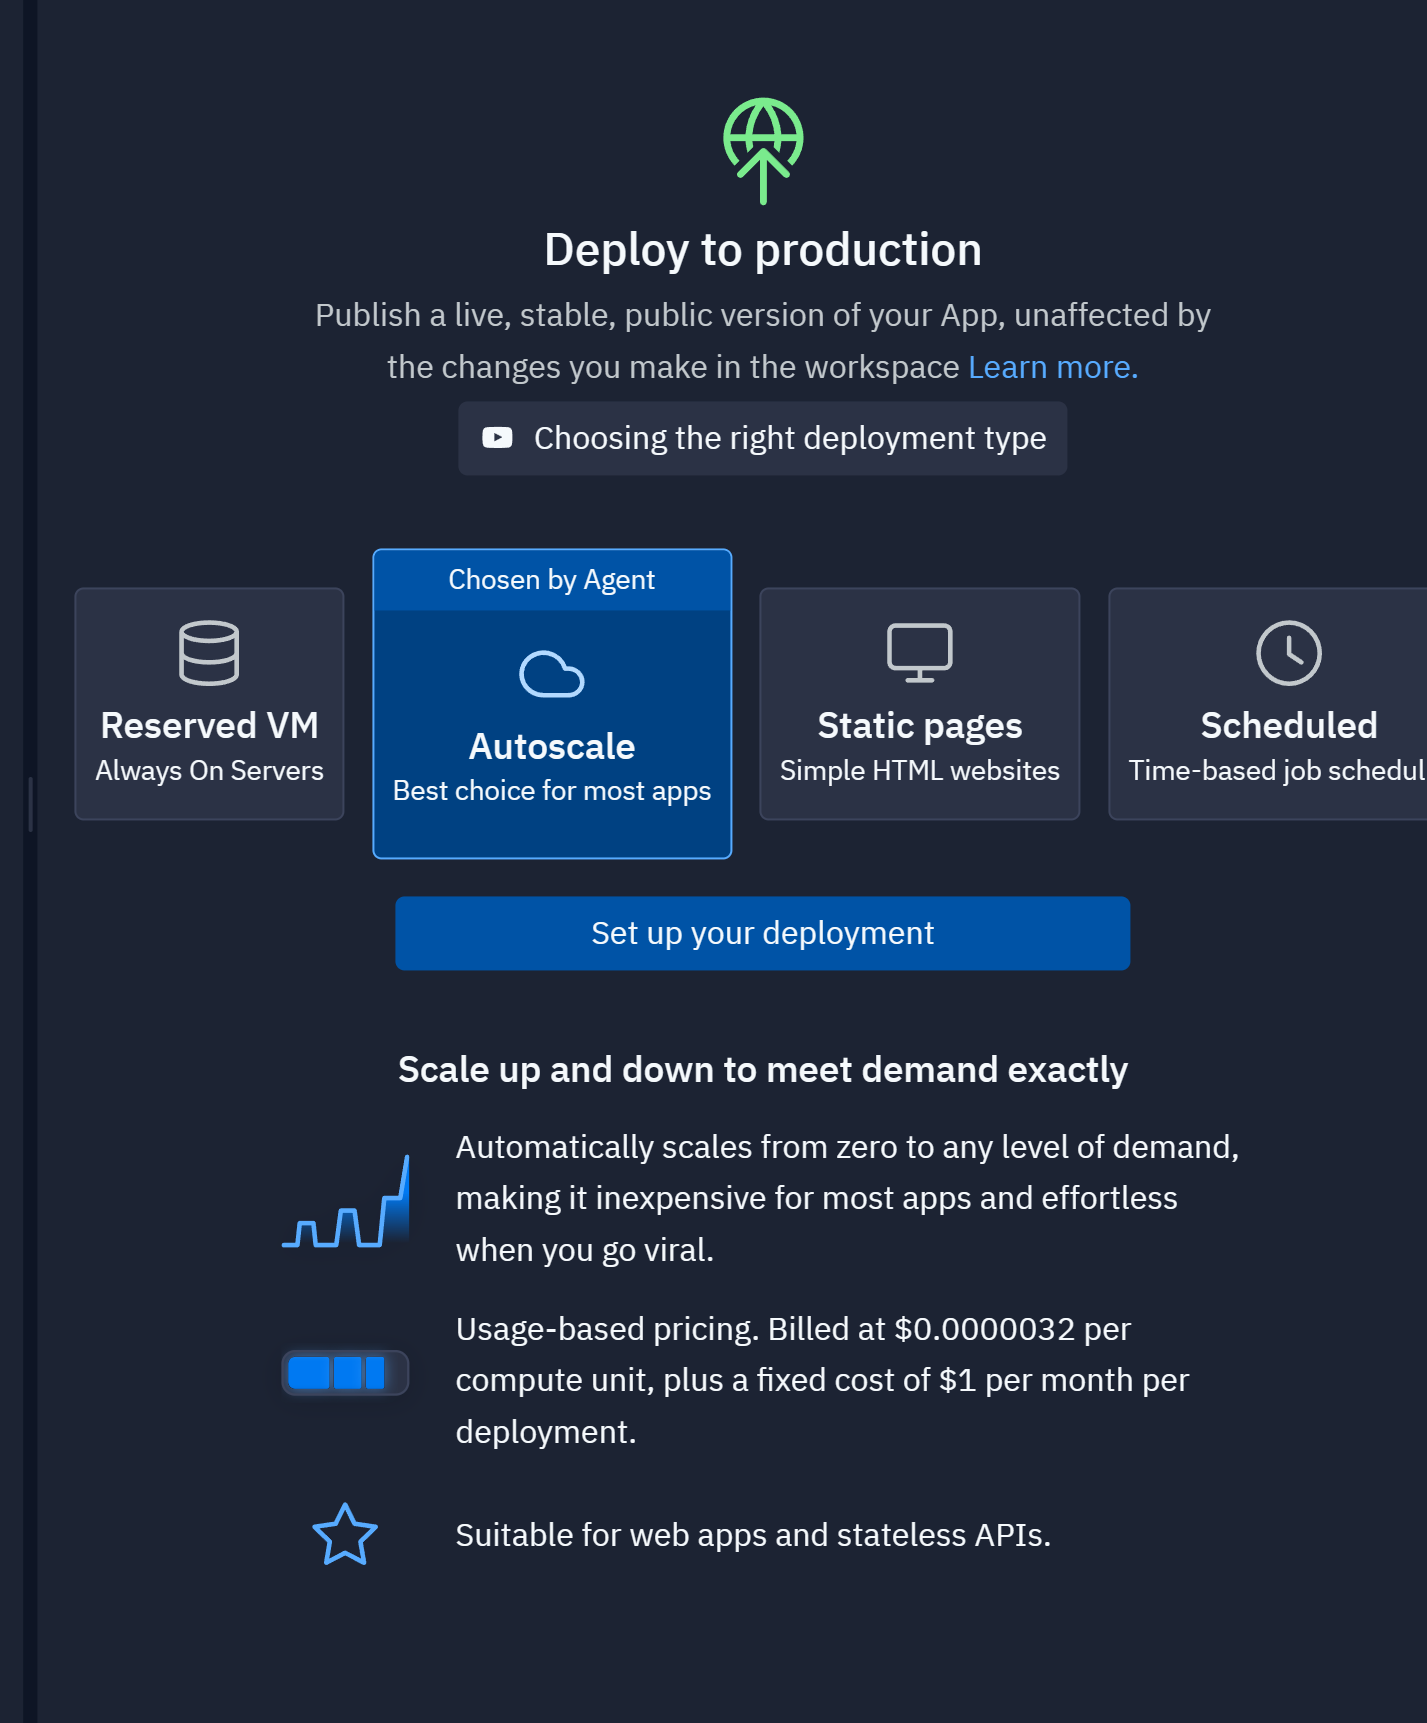 Deploy to production
Publish a live, stable, public version of your App, unaffected by
the changes you make in the workspace Learn more.
Choosing the right deployment type
Reserved VM
Always On Servers
Chosen by Agent
Autoscale
Best choice for most apps
Static pages
Simple HTML websites
Scheduled
Time-based job
Set up your deployment
Scale up and down to meet demand exactly
Automatically scales from zero to any level of demand,
making it inexpensive for most apps and effortless
when you go viral.
Usage-based pricing. Billed at $0.0000032 per
compute unit, plus a fixed cost of $1 per month per
deployment.
Suitable for web apps and stateless APIs.